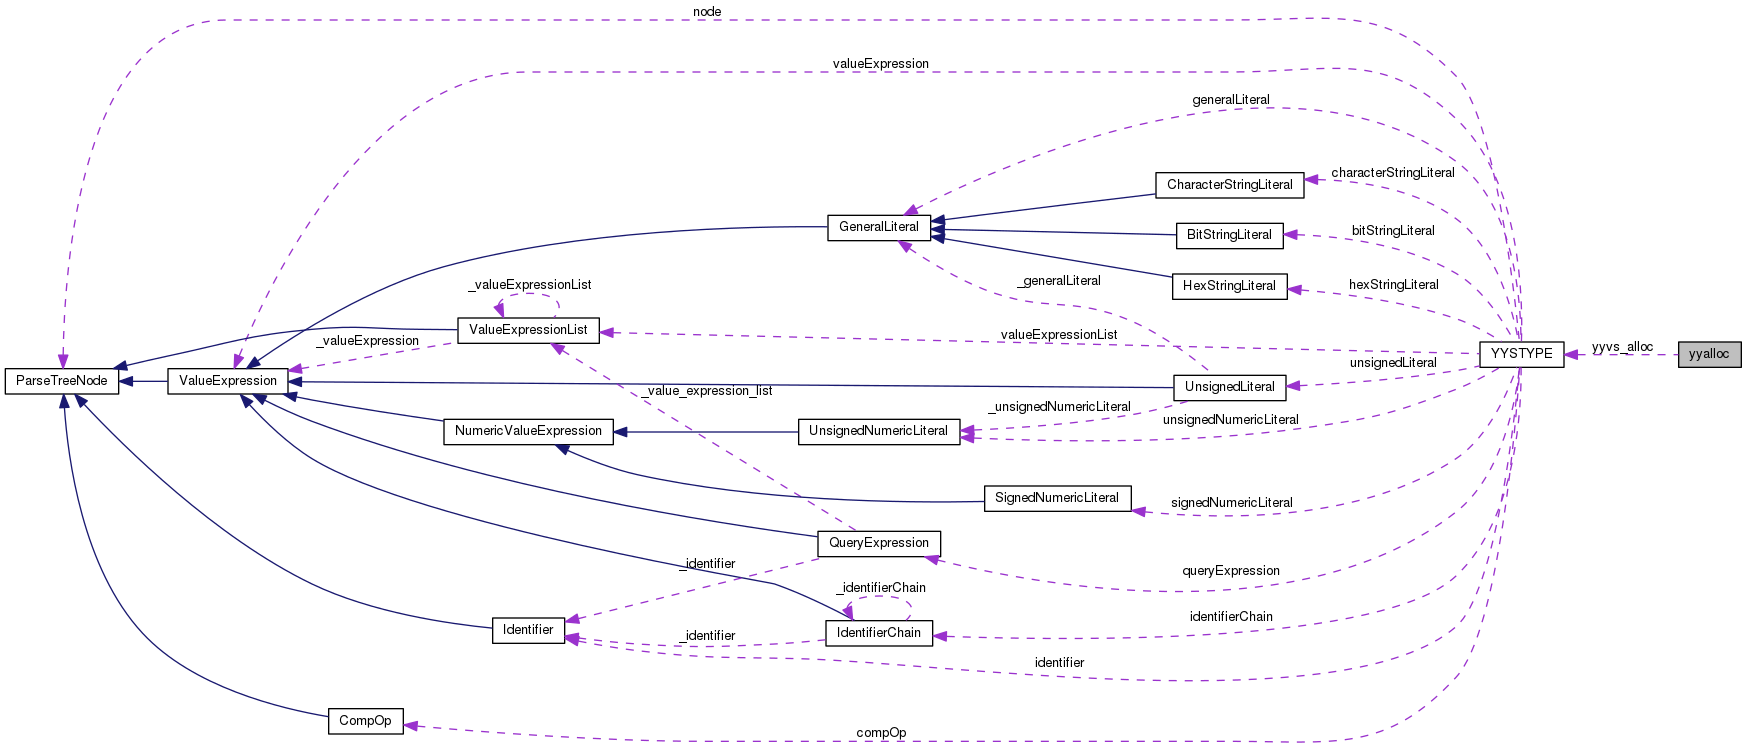 node
valueExpression
generalLiteral
characterStringLiteral
CharacterStringLiteral
GeneralLiteral
BitStringLiteral
bitStringLiteral
_generalLiteral
_valueExpressionList
HexStringLiteral
hexStringLiteral
ValueExpressionList
valueExpressionList
_valueExpression
YYSTYPE
yyvs_alloc
yyalloc
unsignedLiteral
ParseTreeNode
ValueExpression
UnsignedLiteral
_value_expression_list
_unsignedNumericLiteral
unsignedNumericLiteral
NumericValueExpression
UnsignedNumericLiteral
SignedNumericLiteral
signedNumericLiteral
QueryExpression
_identifier
queryExpression
_identifierChain
identifierChain
Identifier
_identifier
IdentifierChain
identifier
CompOp
compOp